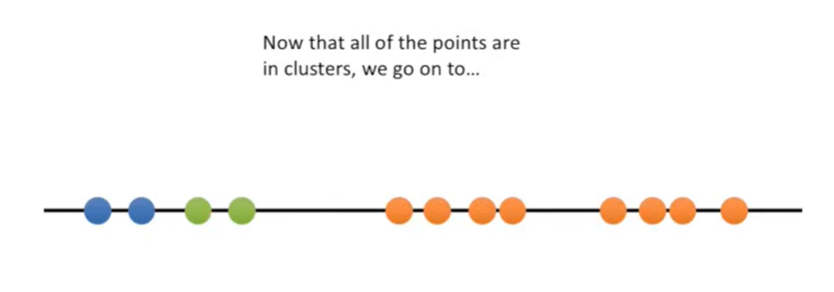 Now that all of the points are
in clusters, we go on to...